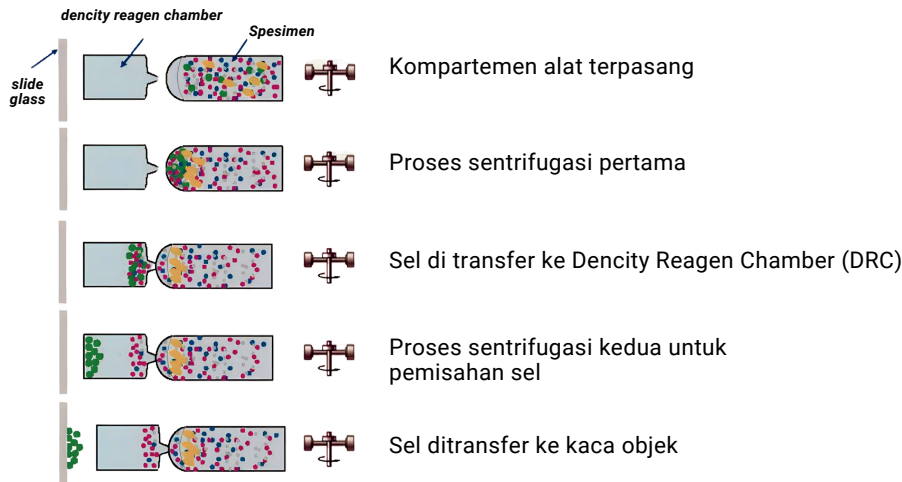 dencity reagen chamber
Spesimen
slide
glass
Kompartemen alat terpasang
Proses sentrifugasi pertama
Sel di transfer ke Dencity Reagen Chamber (DRC)
Proses sentrifugasi kedua untuk
pemisahan sel
Sel ditransfer ke kaca objek